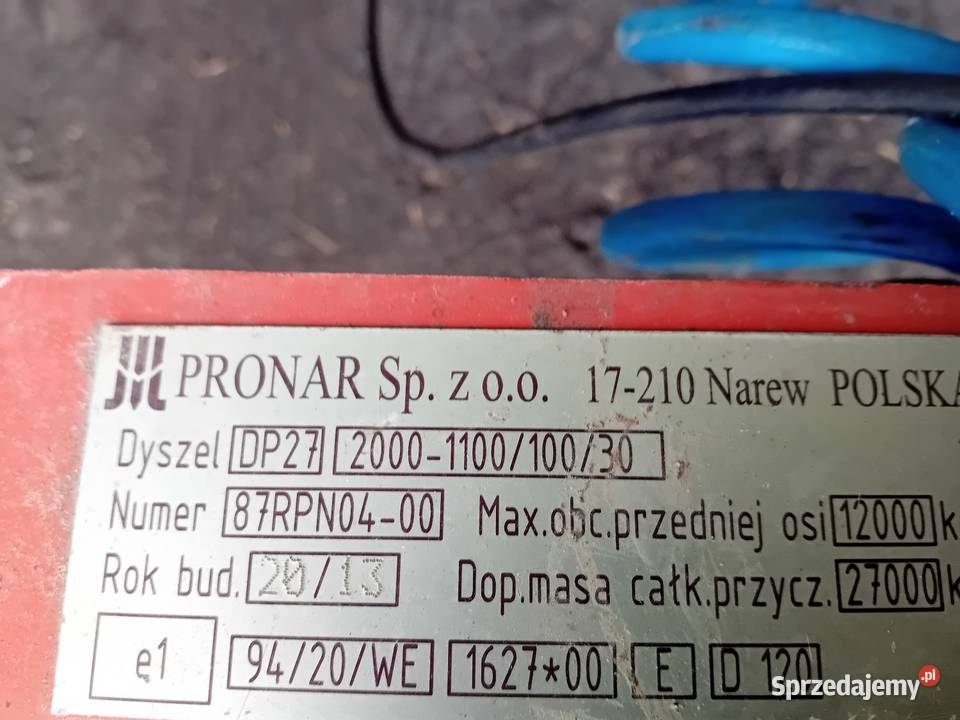 PRONAR Sp. z o.o. 17-210 Narew POLSKA
Dyszel DP27 2000-1100/100/30
Numer 87RPN04-00 Max.obc.przedniej osi 12000 k
Rok bud. 20/13 Dop.masa całk.przycz. 27000 k
e1 94/20/WE 1627*00 E D 120
Sprzedajemy.pl